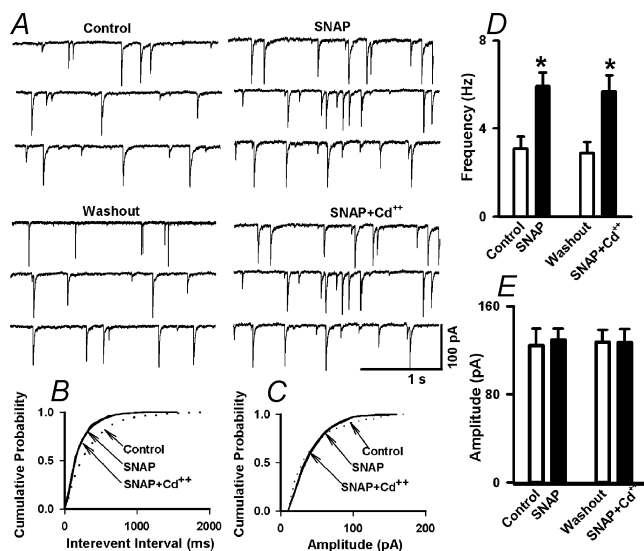 A
Control
SNAP
Washout
SNAP+Cd++
100 pA
1 s
B
Cumulative Probability
1.0
0.5
0.0
Control
SNAP
SNAP+Cd++
0
1000
2000
Interevent Interval (ms)
C
Cumulative Probability
1.0
0.5
0.0
Control
SNAP
SNAP+Cd++
0
100
200
Amplitude (pA)
D
Frequency (Hz)
8
4
0
*
*
Control
SNAP
Washout
SNAP+Cd++
E
Amplitude (pA)
160
80
0
Control
SNAP
Washout
SNAP+Cd+